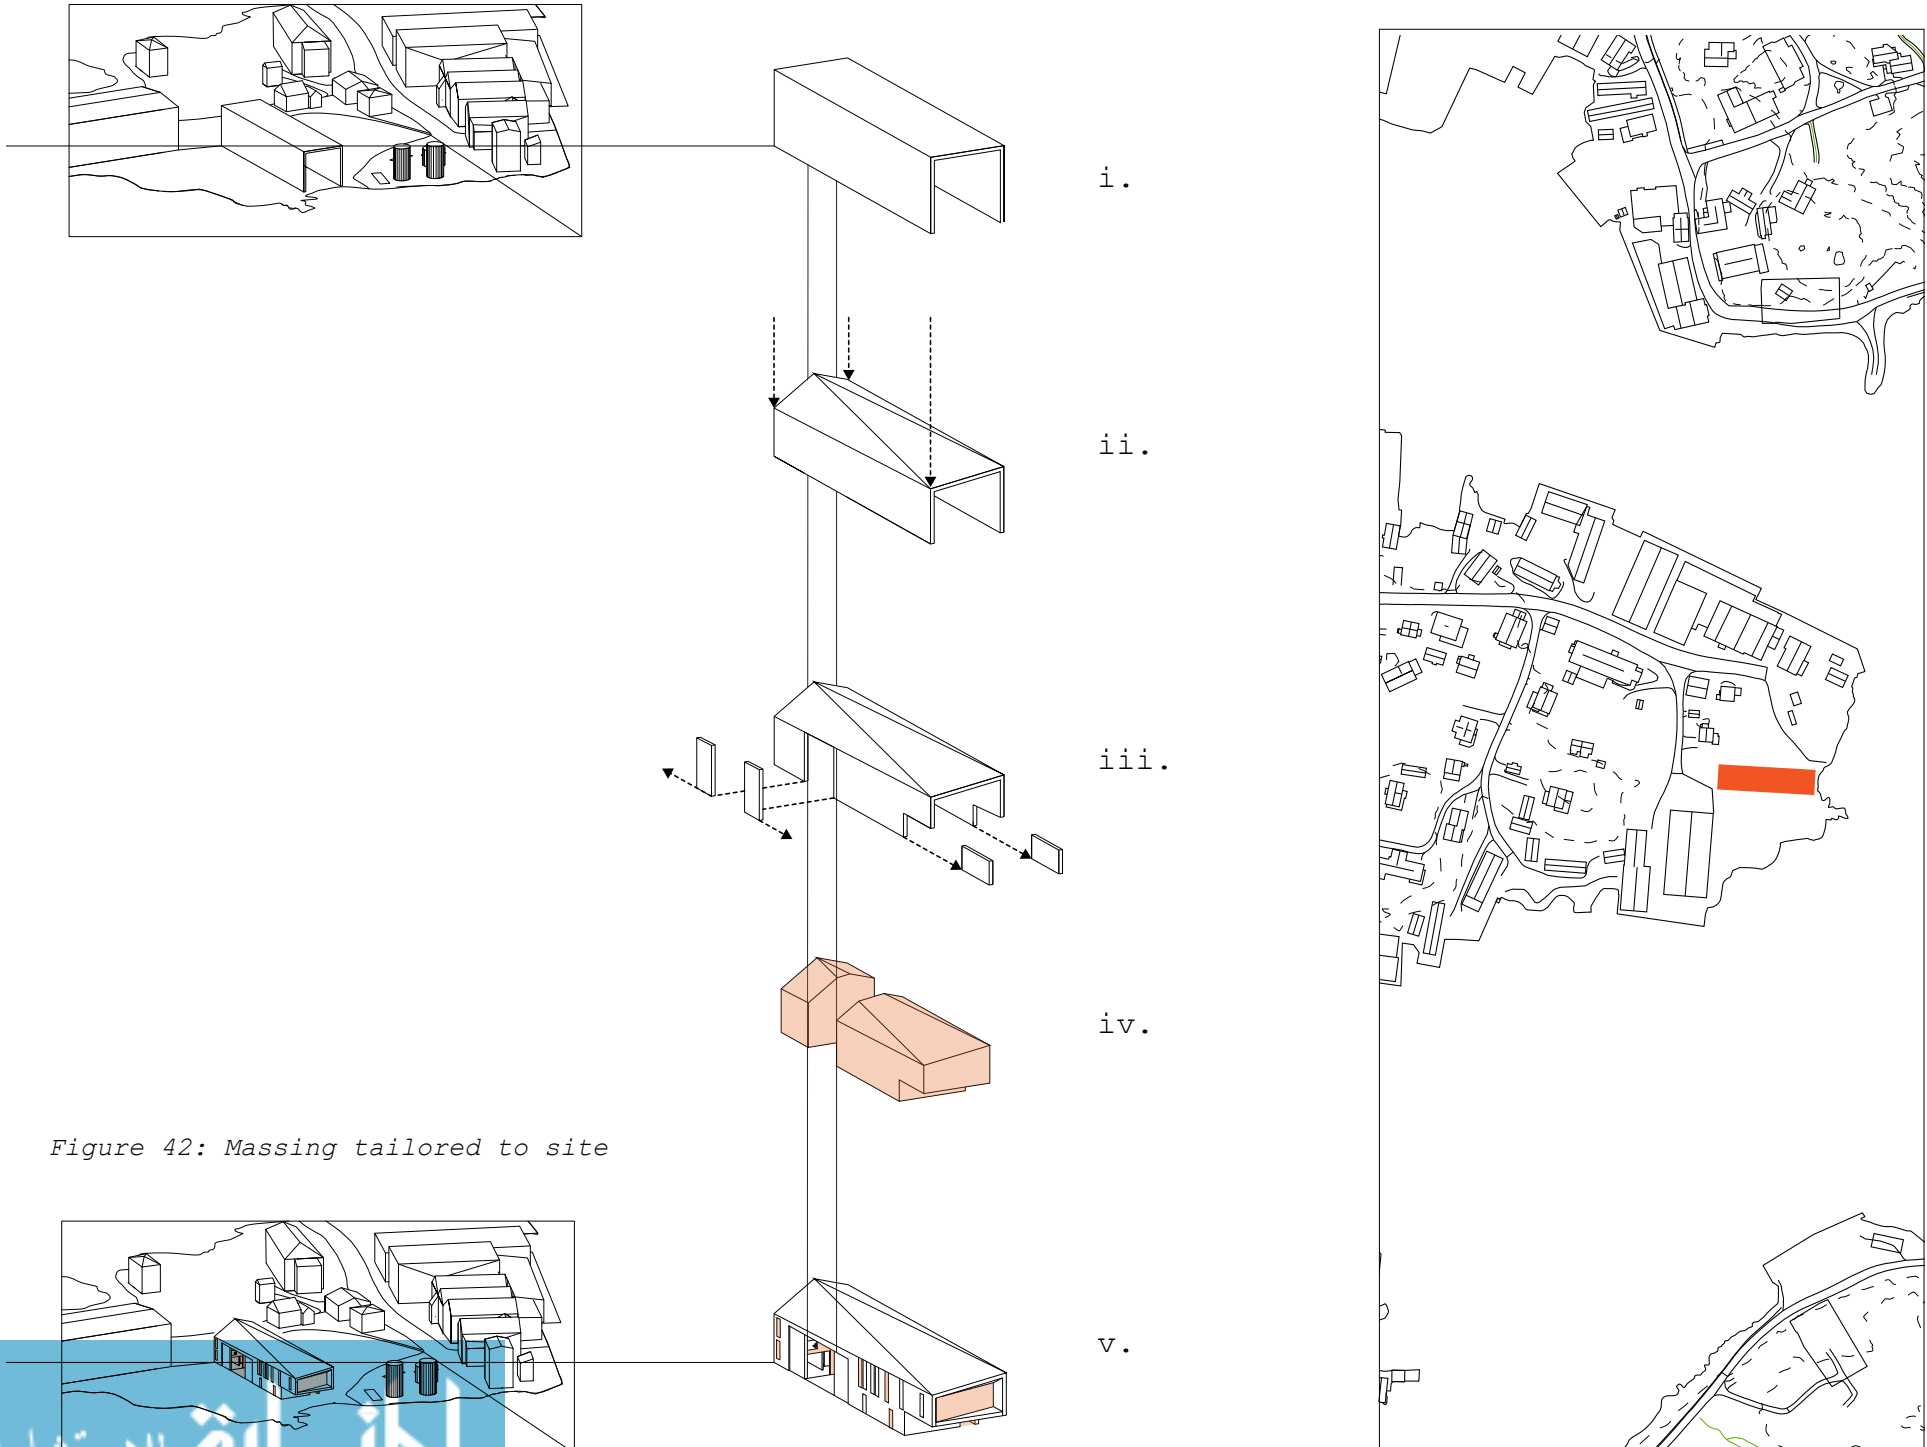 i.
ii.
iii.
iv.
Figure 42: Massing tailored to site
v.